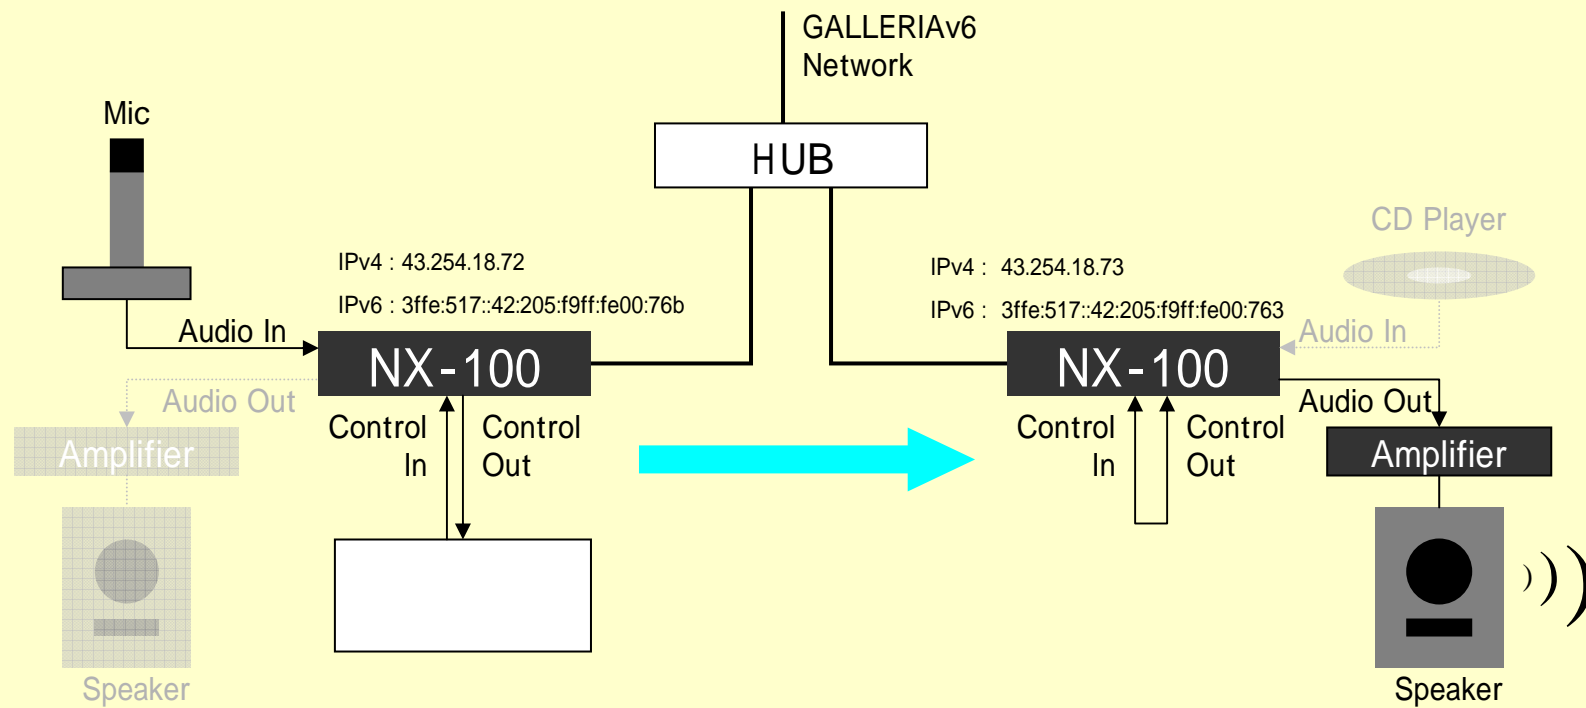 GALLERIAv6
Network
Mic
HUB
CD Player
IPv4 : 43.254.18.72
IPv6 : 3ffe:517::42:205:f9ff:fe00:76b
IPv4 : 43.254.18.73
IPv6 : 3ffe:517::42:205:f9ff:fe00:763
Audio In
NX-100
NX-100
Audio In
Audio Out
Audio Out
Control
In
Control
Out
Control
In
Control
Out
Amplifier
Amplifier
Speaker
Speaker